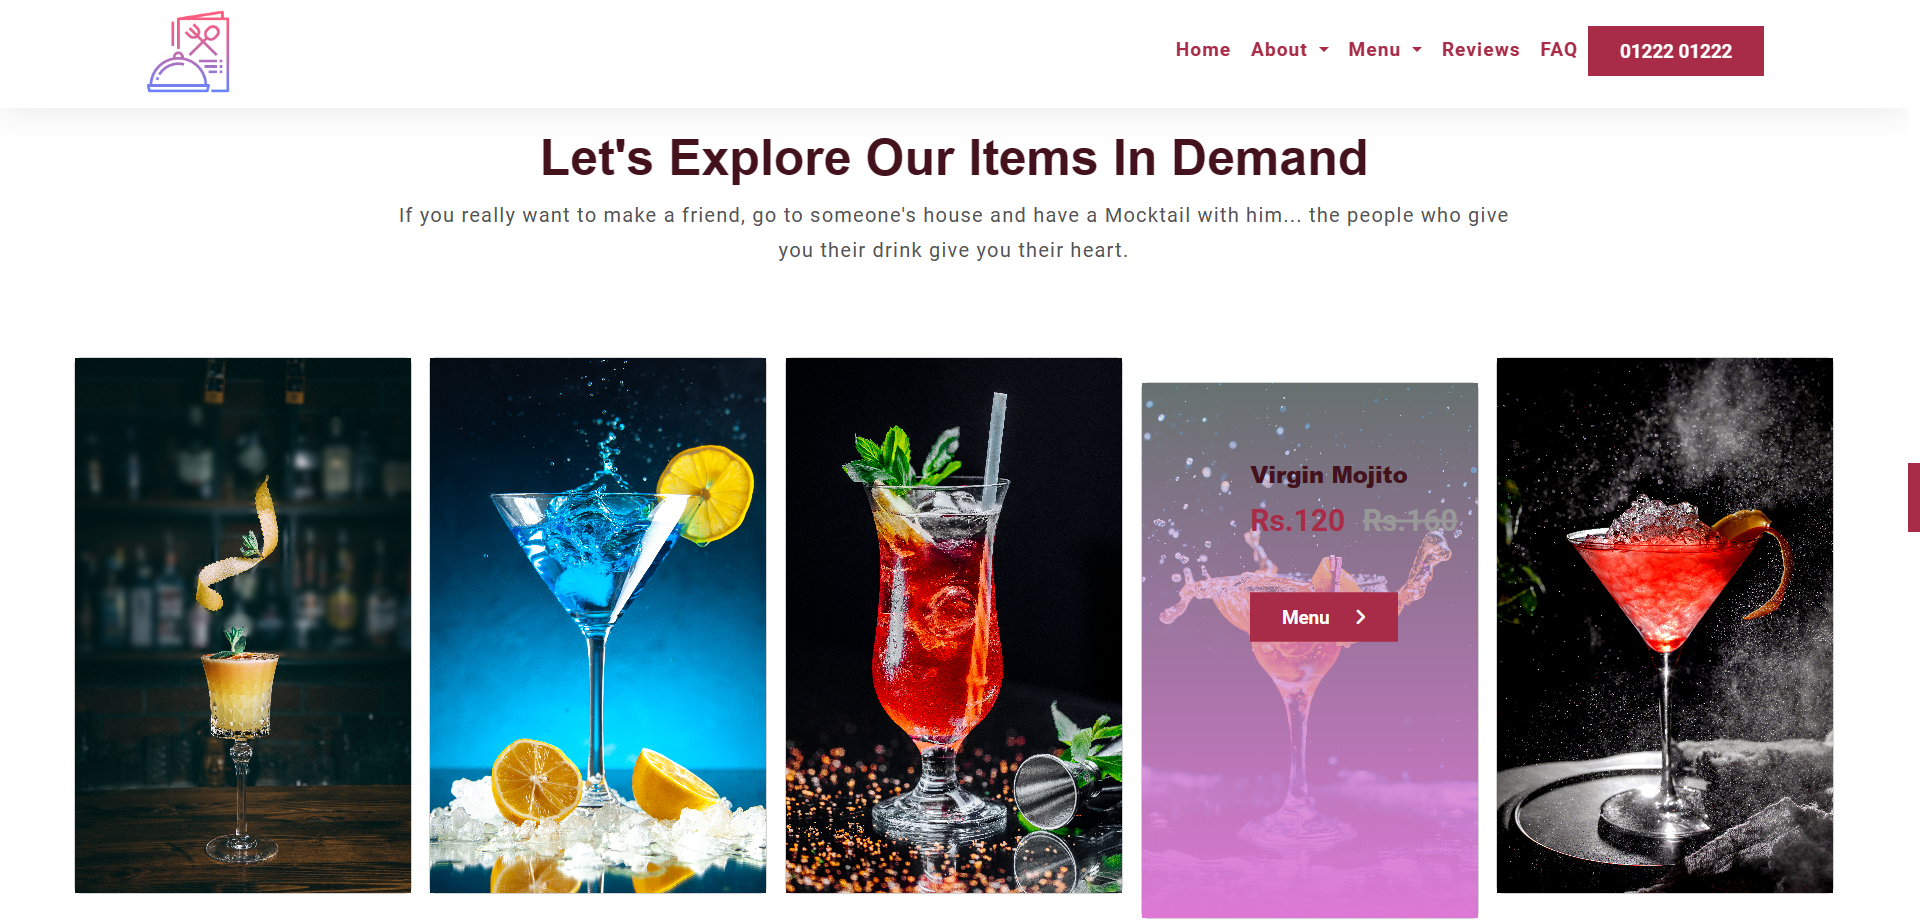 Home About Menu Reviews FAQ 01222 01222
Let's Explore Our Items In Demand
If you really want to make a friend, go to someone's house and have a Mocktail with him... the people who give
you their drink give you their heart.
Virgin Mojito
Rs.120 Rs.160
Menu